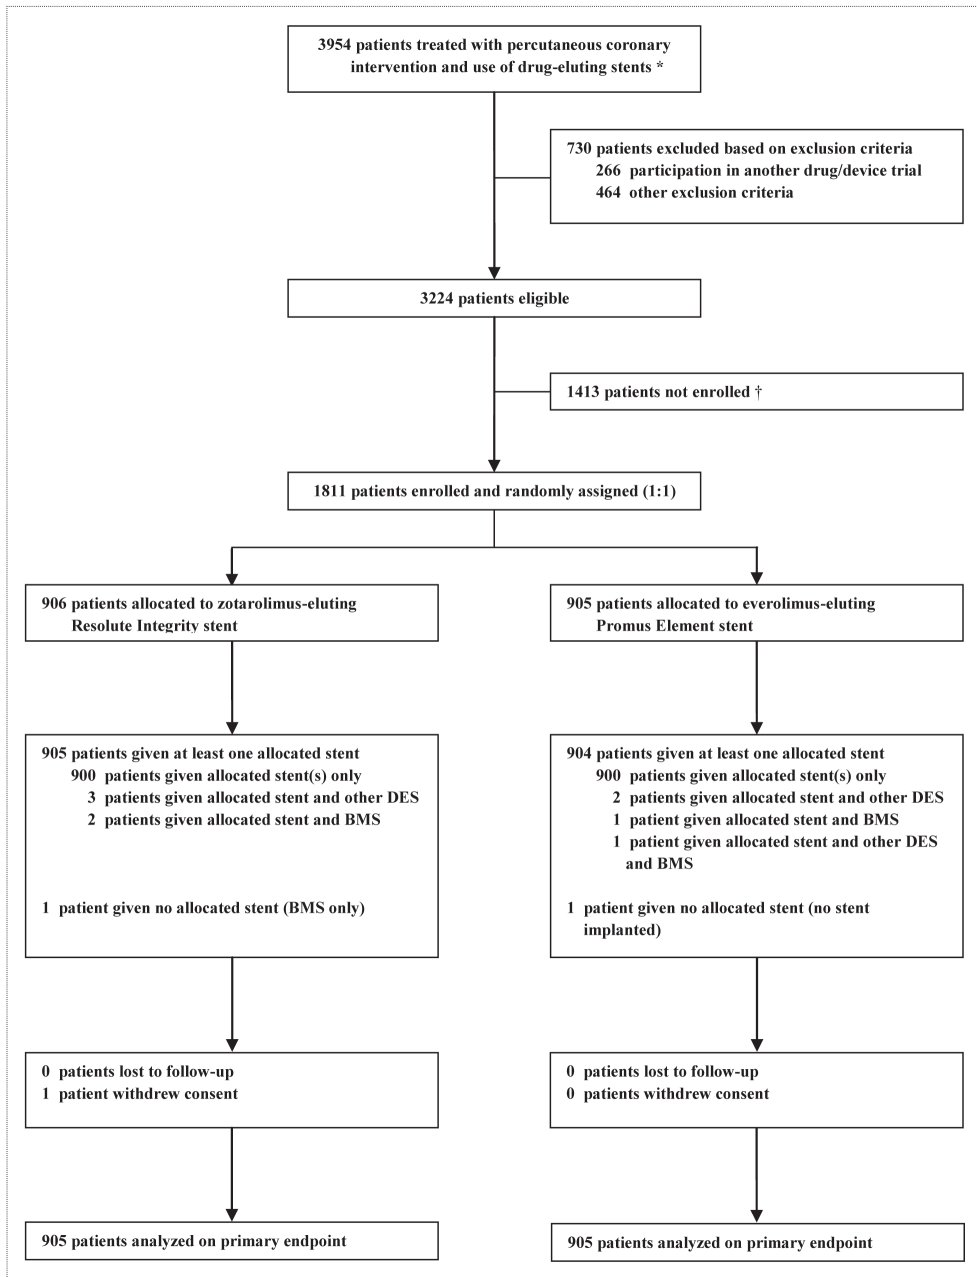 3954 patients treated with percutaneous coronary
intervention and use of drug-eluting stents *
730 patients excluded based on exclusion criteria
266 participation in another drug/device trial
464 other exclusion criteria
3224 patients eligible
1413 patients not enrolled †
1811 patients enrolled and randomly assigned (1:1)
906 patients allocated to zotarolimus-eluting
Resolute Integrity stent
905 patients allocated to everolimus-eluting
Promus Element stent
905 patients given at least one allocated stent
900 patients given allocated stent(s) only
3 patients given allocated stent and other DES
2 patients given allocated stent and BMS
1 patient given no allocated stent (BMS only)
904 patients given at least one allocated stent
900 patients given allocated stent(s) only
2 patients given allocated stent and other DES
1 patient given allocated stent and BMS
1 patient given allocated stent and other DES
and BMS
1 patient given no allocated stent (no stent
implanted)
0 patients lost to follow-up
1 patient withdrew consent
0 patients lost to follow-up
0 patients withdrew consent
905 patients analyzed on primary endpoint
905 patients analyzed on primary endpoint